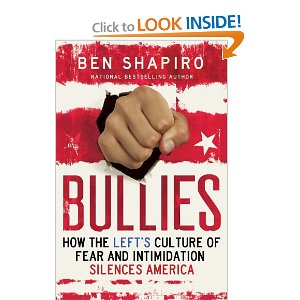 Click to LOOK INSIDE!
BEN SHAPIRO
NATIONAL BESTSELLING AUTHOR
BULLIES
HOW THE LEFT'S CULTURE OF
FEAR AND INTIMIDATION
SILENCES AMERICA